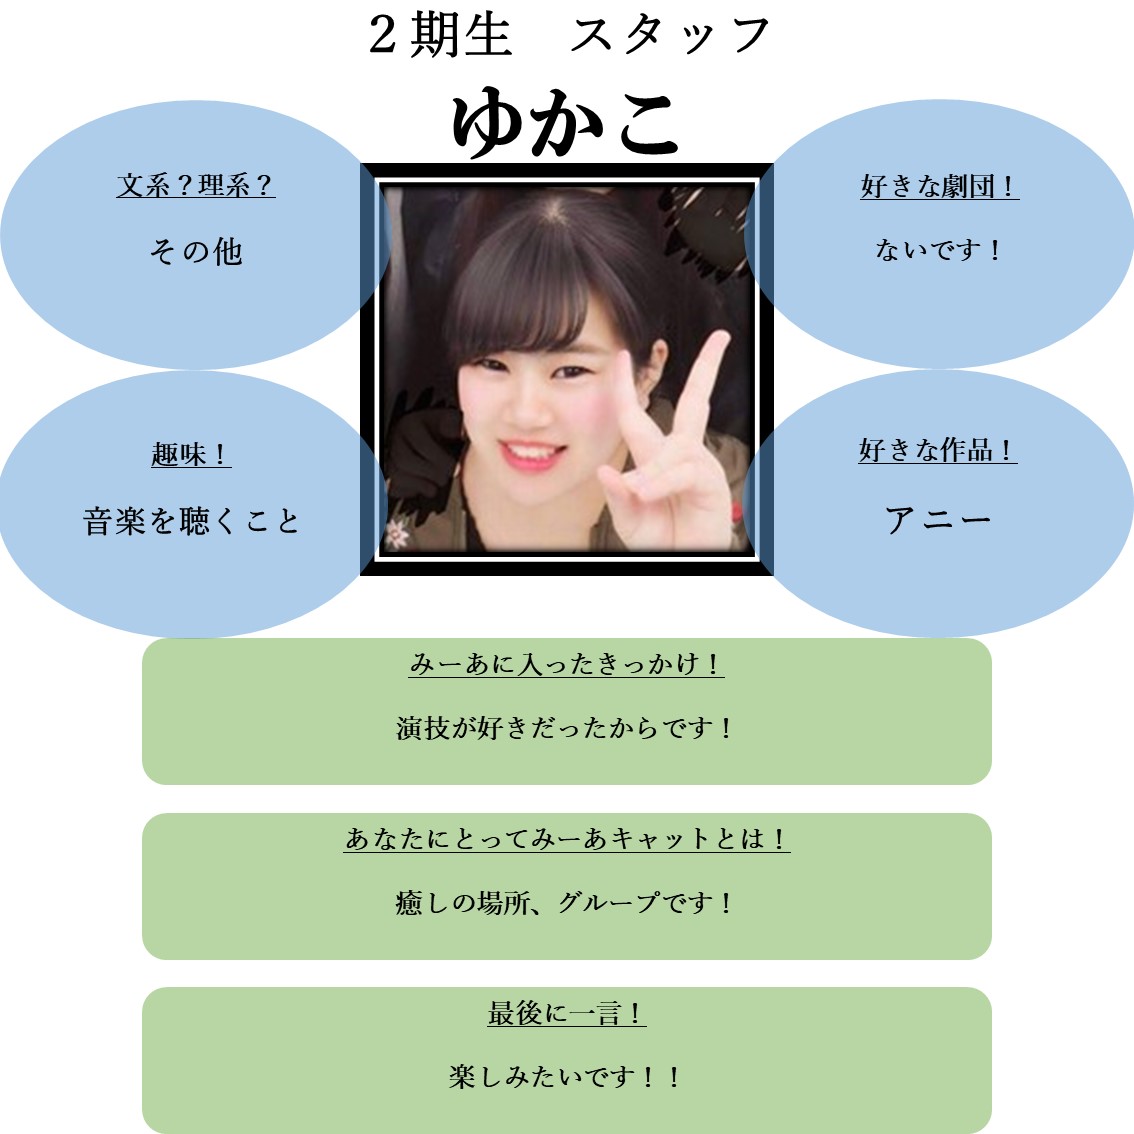 ２期生　スタッフ
ゆかこ
文系？理系？
その他
好きな劇団！
ないです！
趣味！
音楽を聴くこと
好きな作品！
アニー
みーあに入ったきっかけ！
演技が好きだったからです！
あなたにとってみーあキャットとは！
癒しの場所、グループです！
最後に一言！
楽しみたいです！！